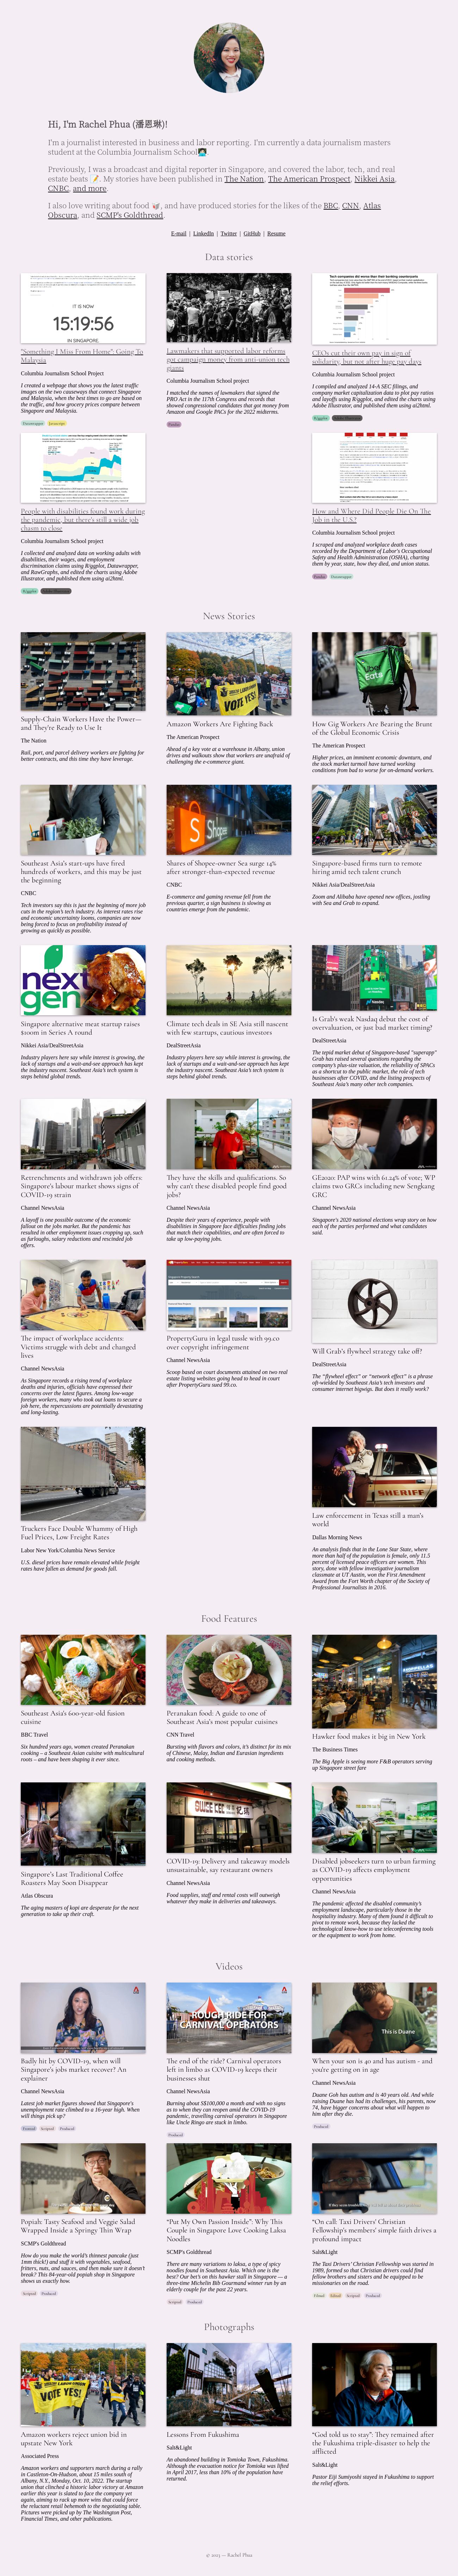 Hi, I'm Rachel Phua (潘恩琳)!
I'm a journalist interested in business and labor reporting. I'm currently a data journalism masters
student at the Columbia Journalism School
Previously, I was a broadcast and digital reporter in Singapore, and covered the labor, tech, and real
estate beats 📝. My stories have been published in The Nation, The American Prospect, Nikkei Asia,
CNBC, and more.
I also love writing about food 🥡, and have produced stories for the likes of the BBC, CNN, Atlas
Obscura, and SCMP's Goldthread.
E-mail | LinkedIn | Twitter | GitHub | Resume
Data stories
IT IS NOW
15:19:56
IN SINGAPORE,
"Something I Miss From Home": Going To
Malaysia
Columbia Journalism School Project
I created a webpage that shows you the latest traffic
images on the two causeways that connect Singapore
and Malaysia, when the best times to go are based on
the traffic, and how grocery prices compare between
Singapore and Malaysia.
Datawrapper Javascript
Lawmakers that supported labor reforms
got campaign money from anti-union tech
giants
Columbia Journalism School project
I matched the names of lawmakers that signed the
PRO Act in the 117th Congress and records that
showed congressional candidates who got money from
Amazon and Google PACs for the 2022 midterms.
Pandas
Tech companies did worse than their banking counterparts
CEOs cut their own pay in sign of
solidarity, but not after huge pay days
Columbia Journalism School project
I compiled and analyzed 14-A SEC filings, and
company market capitalization data to plot pay ratios
and layoffs using R/ggplot, and edited the charts using
Adobe Illustrator, and published them using ai2html.
R/ggplot Adobe Illustrator
People with disabilities found work during
the pandemic, but there's still a wide job
chasm to close
Columbia Journalism School project
I collected and analyzed data on working adults with
disabilities, their wages, and employment
discrimination claims using R/ggplot, Datawrapper,
and RawGraphs, and edited the charts using Adobe
Illustrator, and published them using ai2html.
R/ggplot Adobe Illustrator
How and Where Did People Die On The
Job in the U.S.?
Columbia Journalism School project
I scraped and analyzed workplace death cases
recorded by the Department of Labor's Occupational
Safety and Health Administration (OSHA), charting
them by year, state, how they died, and union status.
Pandas Datawrapper
News Stories
Supply-Chain Workers Have the Power—
and They're Ready to Use It
The Nation
Rail, port, and parcel delivery workers are fighting for
better contracts, and this time they have leverage.
VOTE YES!
Amazon Workers Are Fighting Back
The American Prospect
Ahead of a key vote at a warehouse in Albany, union
drives and walkouts show that workers are unafraid of
challenging the e-commerce giant.
Uber
Eats
How Gig Workers Are Bearing the Brunt
of the Global Economic Crisis
The American Prospect
Higher prices, an imminent economic downturn, and
the stock market turmoil have turned working
conditions from bad to worse for on-demand workers.
Southeast Asia's start-ups have fired
hundreds of workers, and this may be just
the beginning
CNBC
Tech investors say this is just the beginning of more job
cuts in the region's tech industry. As interest rates rise
and economic uncertainty looms, companies are now
being forced to focus on profitability instead of
growing as quickly as possible.
Shares of Shopee-owner Sea surge 14%
after stronger-than-expected revenue
CNBC
E-commerce and gaming revenue fell from the
previous quarter, a sign business is slowing as
countries emerge from the pandemic.
Singapore-based firms turn to remote
hiring amid tech talent crunch
Nikkei Asia/DealStreetAsia
Zoom and Alibaba have opened new offices, jostling
with Sea and Grab to expand.
next
gen
Singapore alternative meat startup raises
$100m in Series A round
Nikkei Asia/DealStreetAsia
Industry players here say while interest is growing, the
lack of startups and a wait-and-see approach has kept
the industry nascent. Southeast Asia's tech system is
steps behind global trends.
Climate tech deals in SE Asia still nascent
with few startups, cautious investors
DealStreetAsia
Industry players here say while interest is growing, the
lack of startups and a wait-and-see approach has kept
the industry nascent. Southeast Asia's tech system is
steps behind global trends.
Is Grab's weak Nasdaq debut the cost of
overvaluation, or just bad market timing?
DealStreetAsia
The tepid market debut of Singapore-based "superapp"
Grab has raised several questions regarding the
company's plus-size valuation, the reliability of SPACs
as a shortcut to the public market, the role of tech
businesses after COVID, and the listing prospects of
Southeast Asia's many other tech companies.
Retrenchments and withdrawn job offers:
Singapore's labour market shows signs of
COVID-19 strain
Channel NewsAsia
A layoff is one possible outcome of the economic
fallout on the job market. But the pandemic has
resulted in other employment issues cropping up, such
as furloughs, salary reductions and rescinded job
offers.
They have the skills and qualifications. So
why can't these disabled people find good
jobs?
Channel NewsAsia
Despite their years of experience, people with
disabilities in Singapore face difficulties finding jobs
that match their capabilities, and are often forced to
take up low-paying jobs.
GE2020: PAP wins with 61.24% of vote; WP
claims two GRCs including new Sengkang
GRC
Channel NewsAsia
Singapore's 2020 national elections wrap story on how
each of the parties performed and what candidates
said.
The impact of workplace accidents:
Victims struggle with debt and changed
lives
Channel NewsAsia
As Singapore records a rising trend of workplace
deaths and injuries, officials have expressed their
concerns over the latest figures. Among low-wage
foreign workers, many who took out loans to secure a
job here, the repercussions are potentially devastating
and long-lasting.
PropertyGuru in legal tussle with 99.co
over copyright infringement
Channel NewsAsia
Scoop based on court documents attained on two real
estate listing websites going head to head in court
after PropertyGuru sued 99.co.
Will Grab's flywheel strategy take off?
DealStreetAsia
The "flywheel effect" or "network effect" is a phrase
oft-wielded by Southeast Asia's tech investors and
consumer internet bigwigs. But does it really work?
Truckers Face Double Whammy of High
Fuel Prices, Low Freight Rates
Labor New York/Columbia News Service
U.S. diesel prices have remain elevated while freight
rates have fallen as demand for goods fall.
SHERIFF
Law enforcement in Texas still a man's
world
Dallas Morning News
An analysis finds that in the Lone Star State, where
more than half of the population is female, only 11.5
percent of licensed peace officers are women. This
story, done with fellow investigative journalism
classmate at UT Austin, won the First Amendment
Award from the Fort Worth chapter of the Society of
Professional Journalists in 2016.
Food Features
Southeast Asia's 600-year-old fusion
cuisine
BBC Travel
Six hundred years ago, women created Peranakan
cooking – a Southeast Asian cuisine with multicultural
roots – and have been shaping it ever since.
Peranakan food: A guide to one of
Southeast Asia's most popular cuisines
CNN Travel
Bursting with flavors and colors, it's distinct for its mix
of Chinese, Malay, Indian and Eurasian ingredients
and cooking methods.
Hawker food makes it big in New York
The Business Times
The Big Apple is seeing more F&B operators serving
up Singapore street fare
Singapore's Last Traditional Coffee
Roasters May Soon Disappear
Atlas Obscura
The aging masters of kopi are desperate for the next
generation to take up their craft.
COVID-19: Delivery and takeaway models
unsustainable, say restaurant owners
Channel NewsAsia
Food supplies, staff and rental costs will outweigh
whatever they make in deliveries and takeaways.
Disabled jobseekers turn to urban farming
as COVID-19 affects employment
opportunities
Channel NewsAsia
The pandemic affected the disabled community's
employment landscape, particularly those in the
hospitality industry. Many of them found it difficult to
pivot to remote work, because they lacked the
technological know-how to use teleconferencing tools
or the equipment to work from home.
Videos
Badly hit by COVID-19, when will
Singapore's jobs market recover? An
explainer
Channel NewsAsia
Latest job market figures showed that Singapore's
unemployment rate climbed to a 16-year high. When
will things pick up?
Fronted Scripted Produced
ROUGH RIDE FOR
CARNIVAL OPERATORS
The end of the ride? Carnival operators
left in limbo as COVID-19 keeps their
businesses shut
Channel NewsAsia
Burning about S$100,000 a month and with no signs
as to when they can reopen amid the COVID-19
pandemic, travelling carnival operators in Singapore
like Uncle Ringo are stuck in limbo.
Produced
This is Duane
When your son is 40 and has autism - and
you're getting on in age
Channel NewsAsia
Duane Goh has autism and is 40 years old. And while
raising Duane has had its challenges, his parents, now
74, have bigger concerns about what will happen to
him after they die.
Produced
Popiah: Tasty Seafood and Veggie Salad
Wrapped Inside a Springy Thin Wrap
SCMP's Goldthread
How do you make the world's thinnest pancake (just
1mm thick) and stuff it with vegetables, seafood,
fritters, nuts, and sauces, and then make sure it doesn't
break? This 84-year-old popiah shop in Singapore
shows us exactly how.
Scripted Produced
"Put My Own Passion Inside": Why This
Couple in Singapore Love Cooking Laksa
Noodles
SCMP's Goldthread
There are many variations to laksa, a type of spicy
noodles found in Southeast Asia. Which one is the
best? Our bet's on this hawker stall in Singapore — a
three-time Michelin Bib Gourmand winner run by an
elderly couple for the past 22 years.
Scripted Produced
"On call: Taxi Drivers' Christian
Fellowship's members' simple faith drives a
profound impact
Salt&Light
The Taxi Drivers' Christian Fellowship was started in
1989, formed so that Christian drivers could find
fellow brothers and sisters and be equipped to be
missionaries on the road.
Filmed Edited Scripted Produced
Photographs
VOTE YES!
Amazon workers reject union bid in
upstate New York
Associated Press
Amazon workers and supporters march during a rally
in Castleton-On-Hudson, about 15 miles south of
Albany, N.Y., Monday, Oct. 10, 2022. The startup
union that clinched a historic labor victory at Amazon
earlier this year is slated to face the company yet
again, aiming to rack up more wins that could force
the reluctant retail behemoth to the negotiating table.
Pictures were picked up by The Washington Post,
Financial Times, and other publications.
Lessons From Fukushima
Salt&Light
An abandoned building in Tomioka Town, Fukushima.
Although the evacuation notice for Tomioka was lifted
in April 2017, less than 10% of the population have
returned.
"God told us to stay": They remained after
the Fukushima triple-disaster to help the
afflicted
Salt&Light
Pastor Eiji Sumiyoshi stayed in Fukushima to support
the relief efforts.
© 2023 — Rachel Phua